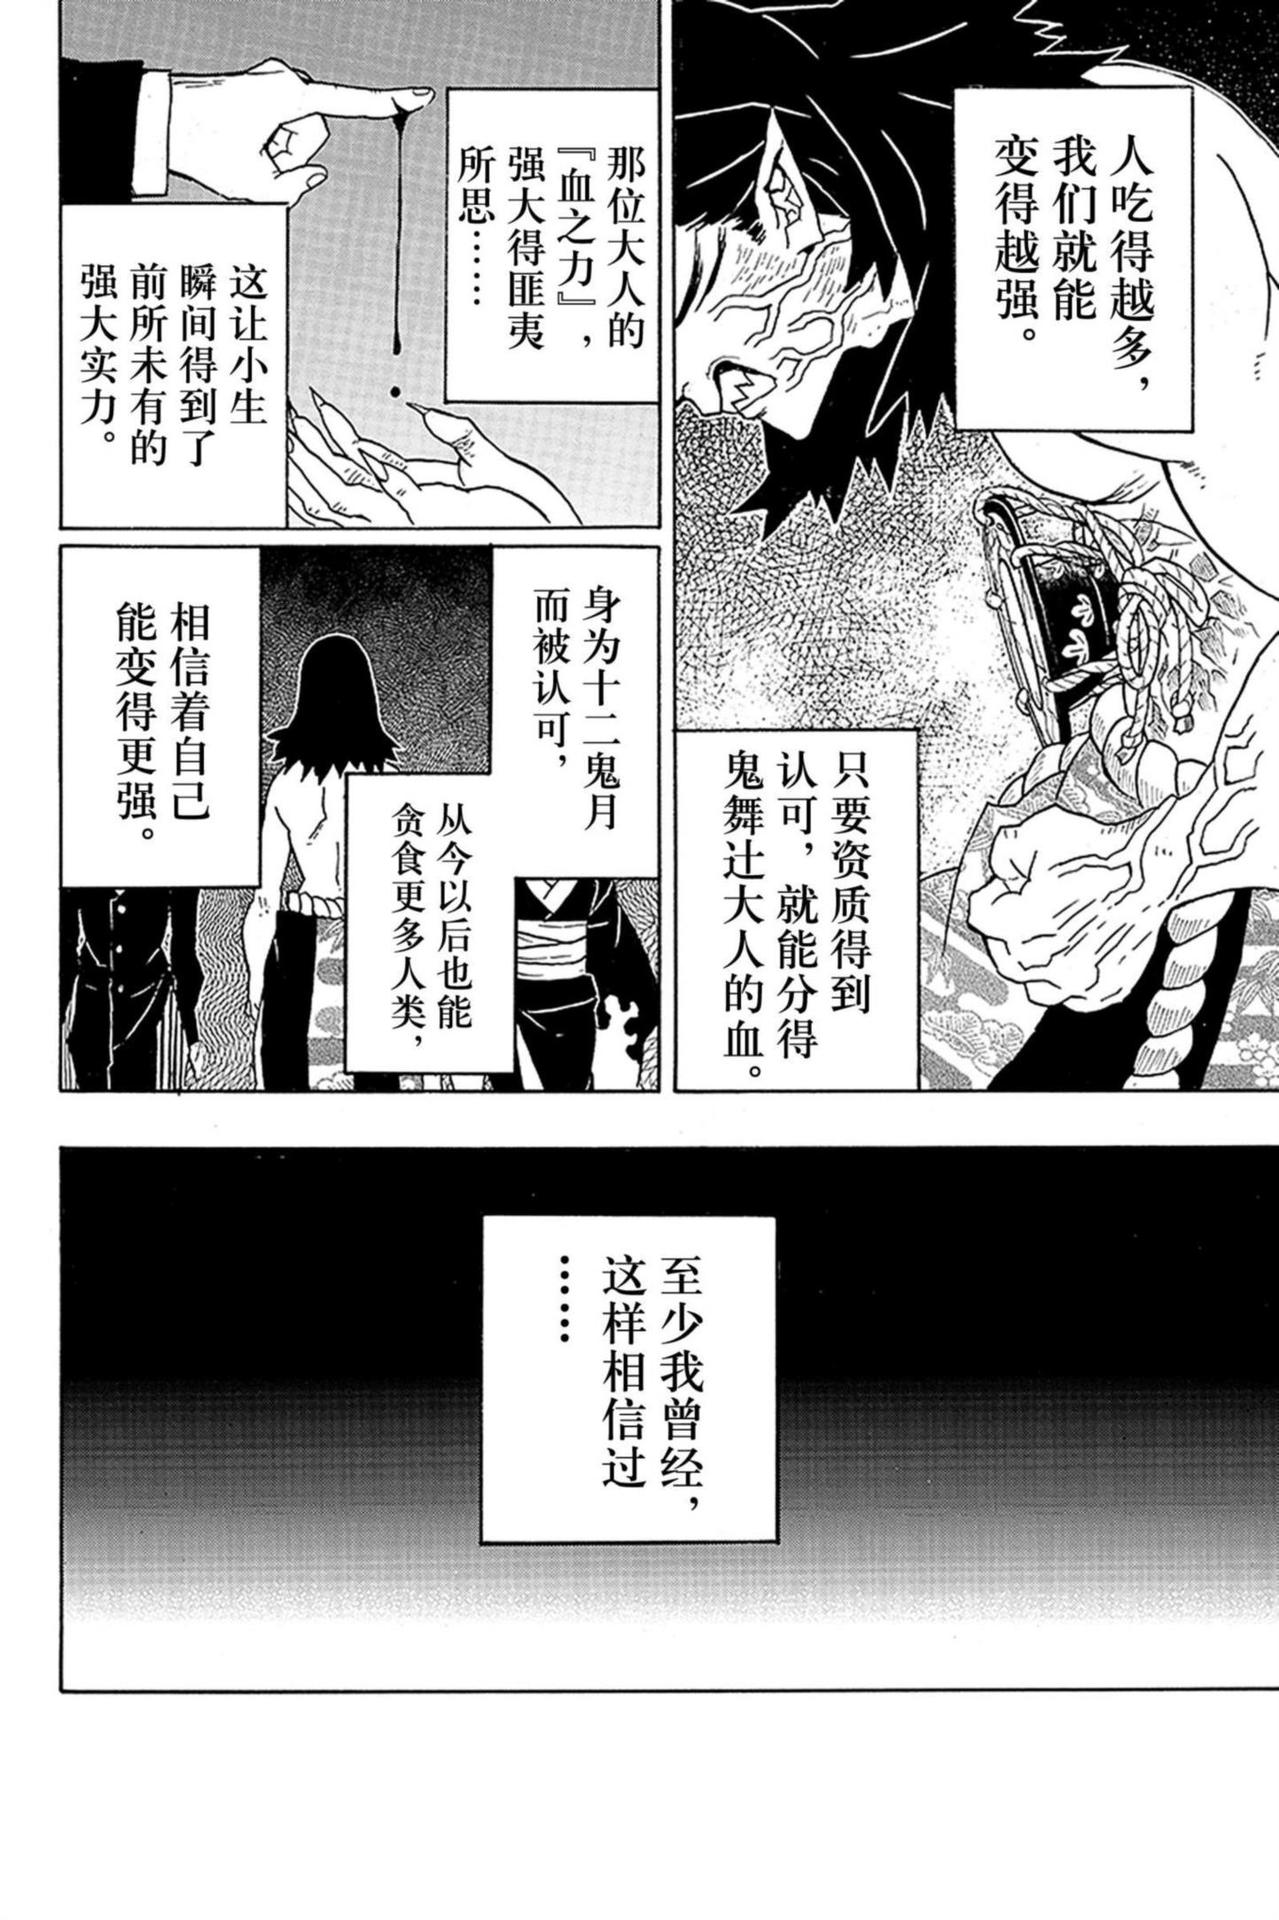 人吃得越多，
我们就能
变得越强。
只要资质得到
认可，就能分得
鬼舞辻大人的血。
那位大人的
『血之力』，
强大得匪夷
所思……
这让小生
瞬间得到了
前所未有的
强大实力。
身为十二鬼月
而被认可，
从今以后也能
贪食更多人类，
相信着自己
能变得更强。
至少我曾经，
这样相信过
……